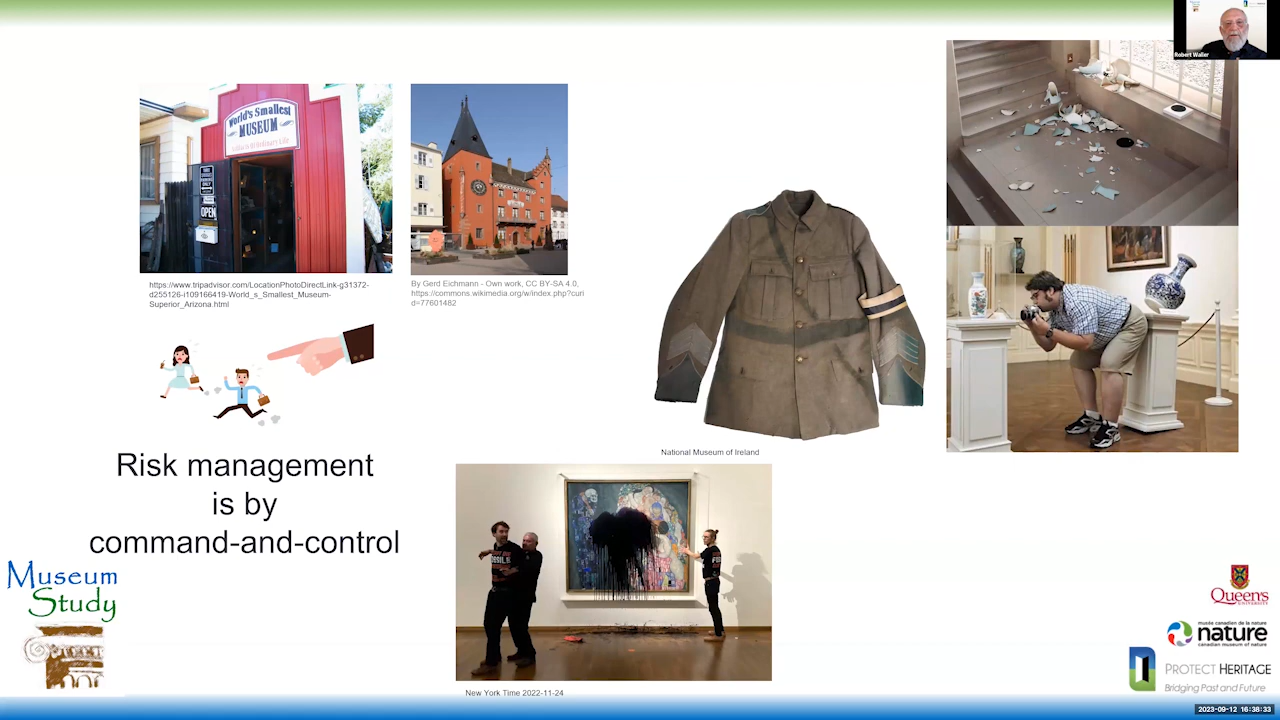 Robert Waller
World's Smallest
MUSEUM
OPEN
https://www.tripadvisor.com/LocationPhotoDirectLink-g31372-
d255126-i109166419-World_s_Smallest_Museum-
Superior_Arizona.html
By Gerd Eichmann - Own work, CC BY-SA 4.0,
https://commons.wikimedia.org/w/index.php?curi
d=77601482
National Museum of Ireland
Risk management
is by
command-and-control
New York Time 2022-11-24
Museum
Study
Queen's
UNIVERSITY
musée canadien de la nature
nature
canadian museum of nature
PROTECT HERITAGE
Bridging Past and Future
2023-09-12 16:38:33